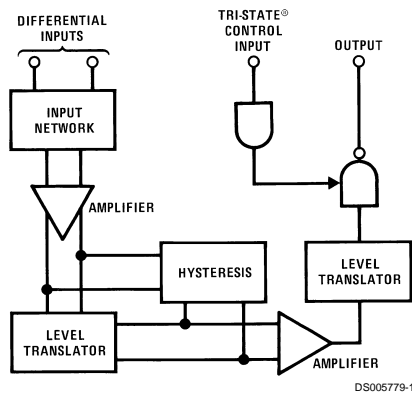 DIFFERENTIAL
INPUTS
TRI-STATE®
CONTROL
INPUT
OUTPUT
INPUT
NETWORK
AMPLIFIER
HYSTERESIS
LEVEL
TRANSLATOR
LEVEL
TRANSLATOR
AMPLIFIER
DS005779-1